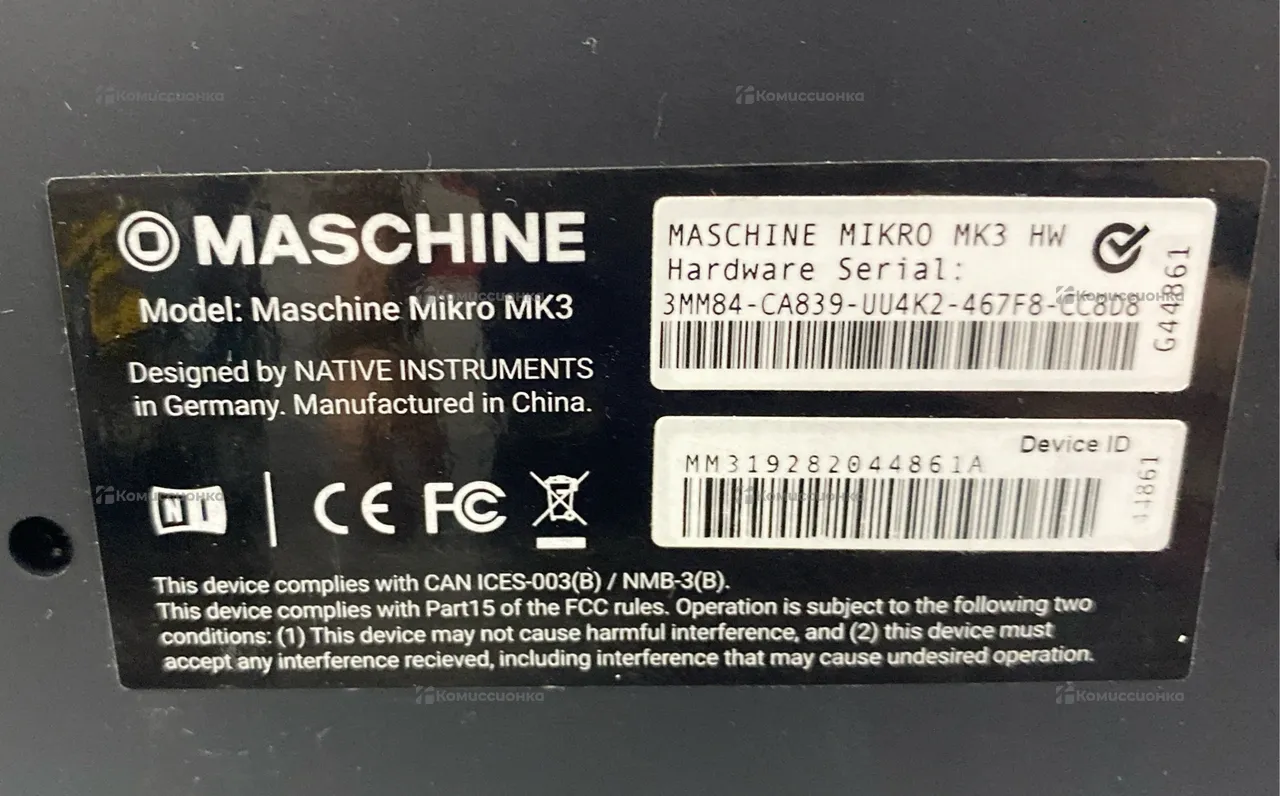 Комиссионка
Комиссионка
MASCHINE
Model: Maschine Mikro MK3
Комиссионка
Designed by NATIVE INSTRUMENTS
in Germany. Manufactured in China.
MASCHINE MIKRO MK3 HW
Hardware Serial:
3MM84-CA839-UU4K2-467F8-CC8D8
Комиссионка
G44861
Device ID
MM319282044861A
44861
Комиссионка
Комиссионка
NI
CE FC
This device complies with CAN ICES-003(B) / NMB-3(B).
This device complies with Part15 of the FCC rules. Operation is subject to the following two
conditions: (1) This device may not cause harmful interference, and (2) this device must
accept any interference recieved, including interference that may cause undesired operation.
Комиссионка
Комиссионка